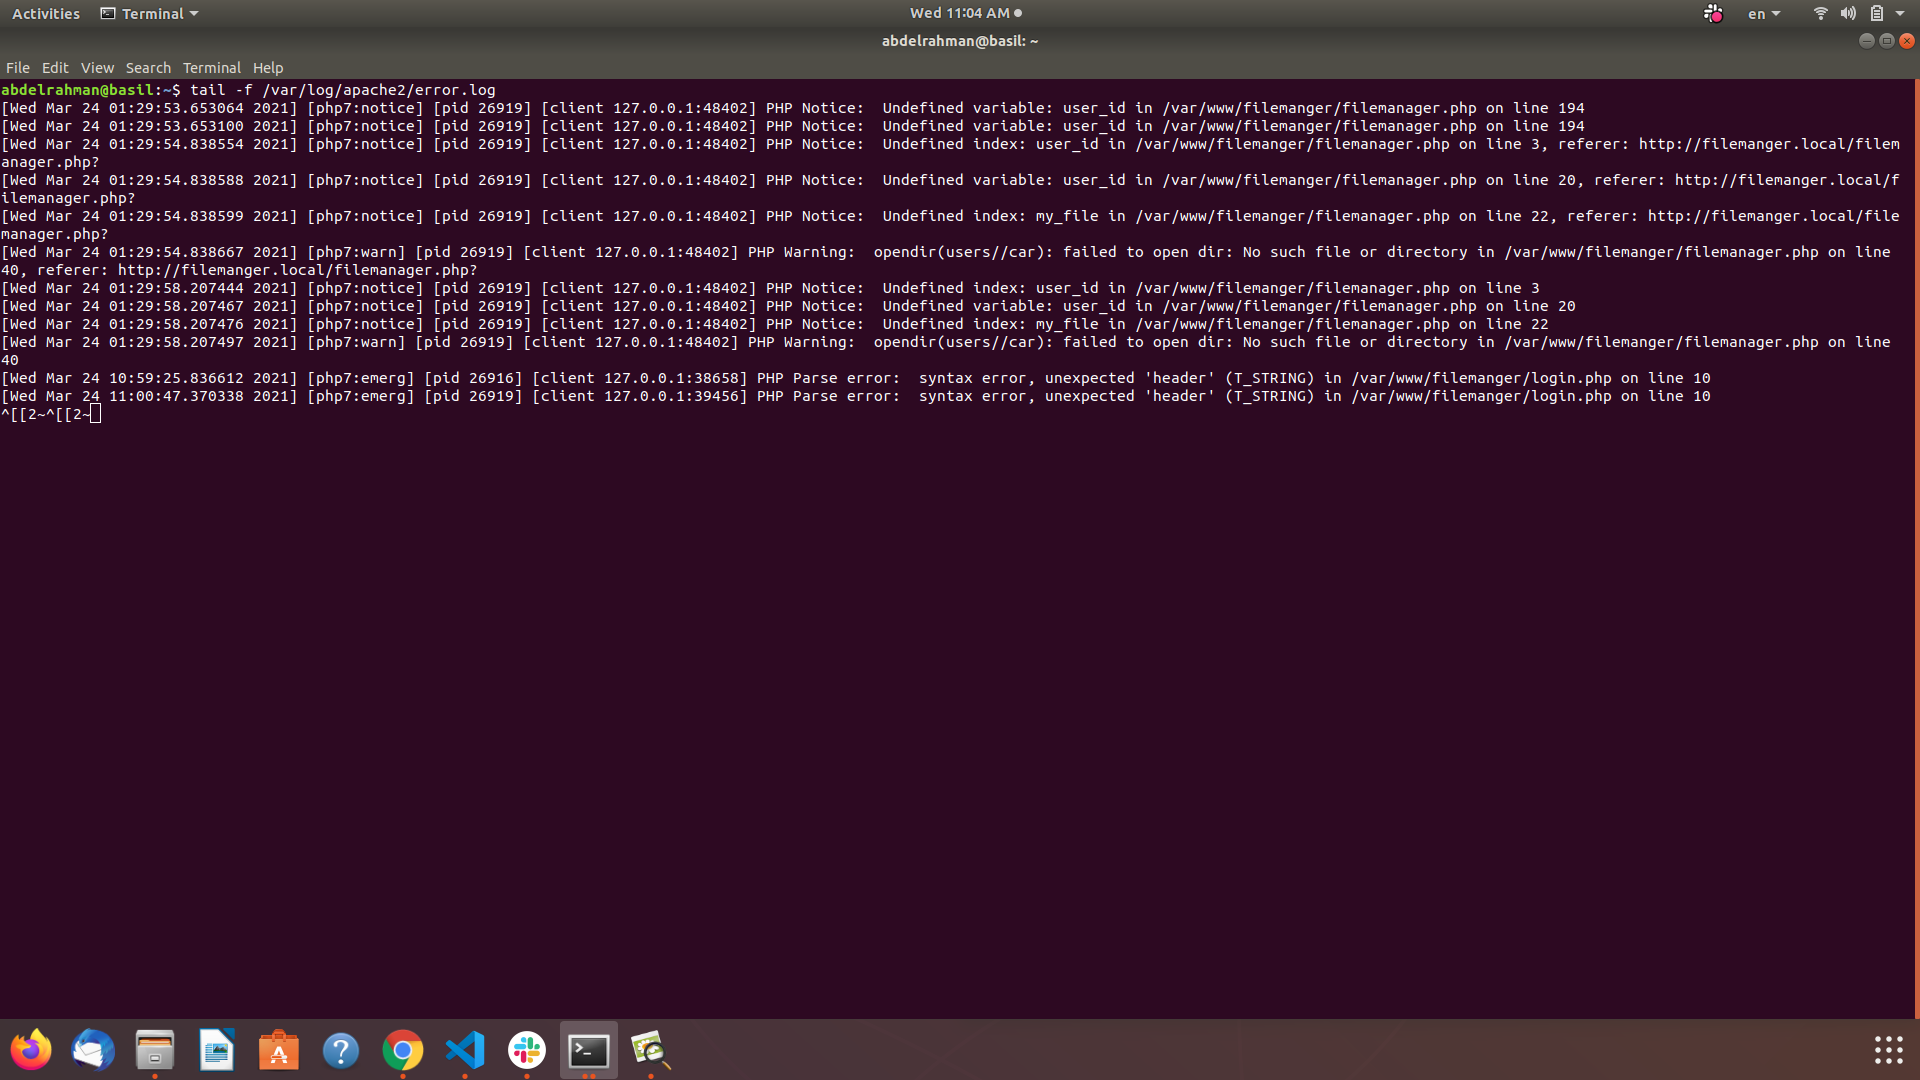 Activities Terminal Wed 11:04 AM en
abdelrahman@basil: ~
File Edit View Search Terminal Help
abdelrahman@basil:~$ tail -f /var/log/apache2/error.log
[Wed Mar 24 01:29:53.653064 2021] [php7:notice] [pid 26919] [client 127.0.0.1:48402] PHP Notice:  Undefined variable: user_id in /var/www/filemanger/filemanager.php on line 194
[Wed Mar 24 01:29:53.653100 2021] [php7:notice] [pid 26919] [client 127.0.0.1:48402] PHP Notice:  Undefined variable: user_id in /var/www/filemanger/filemanager.php on line 194
[Wed Mar 24 01:29:54.838554 2021] [php7:notice] [pid 26919] [client 127.0.0.1:48402] PHP Notice:  Undefined index: user_id in /var/www/filemanger/filemanager.php on line 3, referer: http://filemanger.local/filem
anager.php?
[Wed Mar 24 01:29:54.838588 2021] [php7:notice] [pid 26919] [client 127.0.0.1:48402] PHP Notice:  Undefined variable: user_id in /var/www/filemanger/filemanager.php on line 20, referer: http://filemanger.local/f
ilemanager.php?
[Wed Mar 24 01:29:54.838599 2021] [php7:notice] [pid 26919] [client 127.0.0.1:48402] PHP Notice:  Undefined index: my_file in /var/www/filemanger/filemanager.php on line 22, referer: http://filemanger.local/file
manager.php?
[Wed Mar 24 01:29:54.838667 2021] [php7:warn] [pid 26919] [client 127.0.0.1:48402] PHP Warning:  opendir(users//car): failed to open dir: No such file or directory in /var/www/filemanger/filemanager.php on line
40, referer: http://filemanger.local/filemanager.php?
[Wed Mar 24 01:29:58.207444 2021] [php7:notice] [pid 26919] [client 127.0.0.1:48402] PHP Notice:  Undefined index: user_id in /var/www/filemanger/filemanager.php on line 3
[Wed Mar 24 01:29:58.207467 2021] [php7:notice] [pid 26919] [client 127.0.0.1:48402] PHP Notice:  Undefined variable: user_id in /var/www/filemanger/filemanager.php on line 20
[Wed Mar 24 01:29:58.207476 2021] [php7:notice] [pid 26919] [client 127.0.0.1:48402] PHP Notice:  Undefined index: my_file in /var/www/filemanger/filemanager.php on line 22
[Wed Mar 24 01:29:58.207497 2021] [php7:warn] [pid 26919] [client 127.0.0.1:48402] PHP Warning:  opendir(users//car): failed to open dir: No such file or directory in /var/www/filemanger/filemanager.php on line
40
[Wed Mar 24 10:59:25.836612 2021] [php7:emerg] [pid 26916] [client 127.0.0.1:38658] PHP Parse error:  syntax error, unexpected 'header' (T_STRING) in /var/www/filemanger/login.php on line 10
[Wed Mar 24 11:00:47.370338 2021] [php7:emerg] [pid 26919] [client 127.0.0.1:39456] PHP Parse error:  syntax error, unexpected 'header' (T_STRING) in /var/www/filemanger/login.php on line 10
^[[2~^[[2~